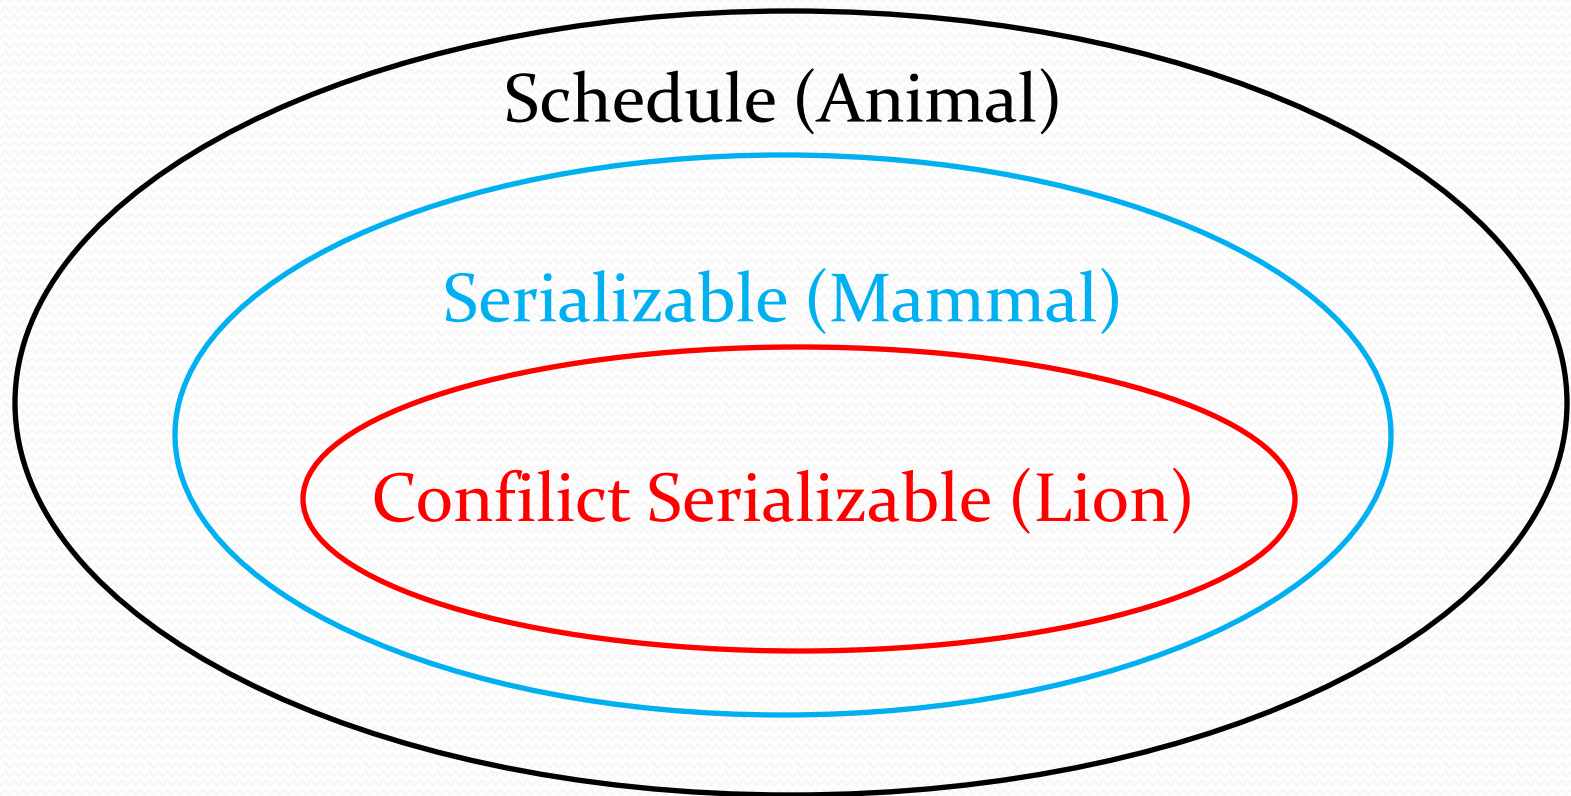 Schedule (Animal)
Serializable (Mammal)
Confilict Serializable (Lion)